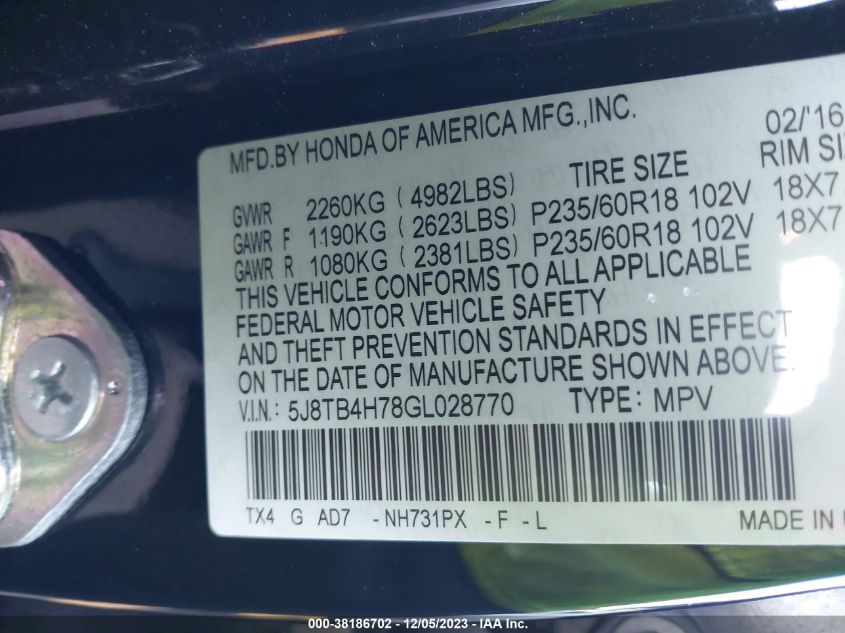 MFD.BY HONDA OF AMERICA MFG.,INC. 02/'16
TIRE SIZE RIM
GVWR 2260KG ( 4982LBS)
GAWR F 1190KG ( 2623LBS) P235/60R18 102V 18X7
GAWR R 1080KG ( 2381LBS) P235/60R18 102V 18X7
THIS VEHICLE CONFORMS TO ALL APPLICABLE
FEDERAL MOTOR VEHICLE SAFETY
AND THEFT PREVENTION STANDARDS IN EFFECT
ON THE DATE OF MANUFACTURE SHOWN ABOVE.
V.I.N.: 5J8TB4H78GL028770 TYPE: MPV
TX4 G AD7 -NH731PX -F -L MADE IN
000-38186702 - 12/05/2023 - IAA Inc.